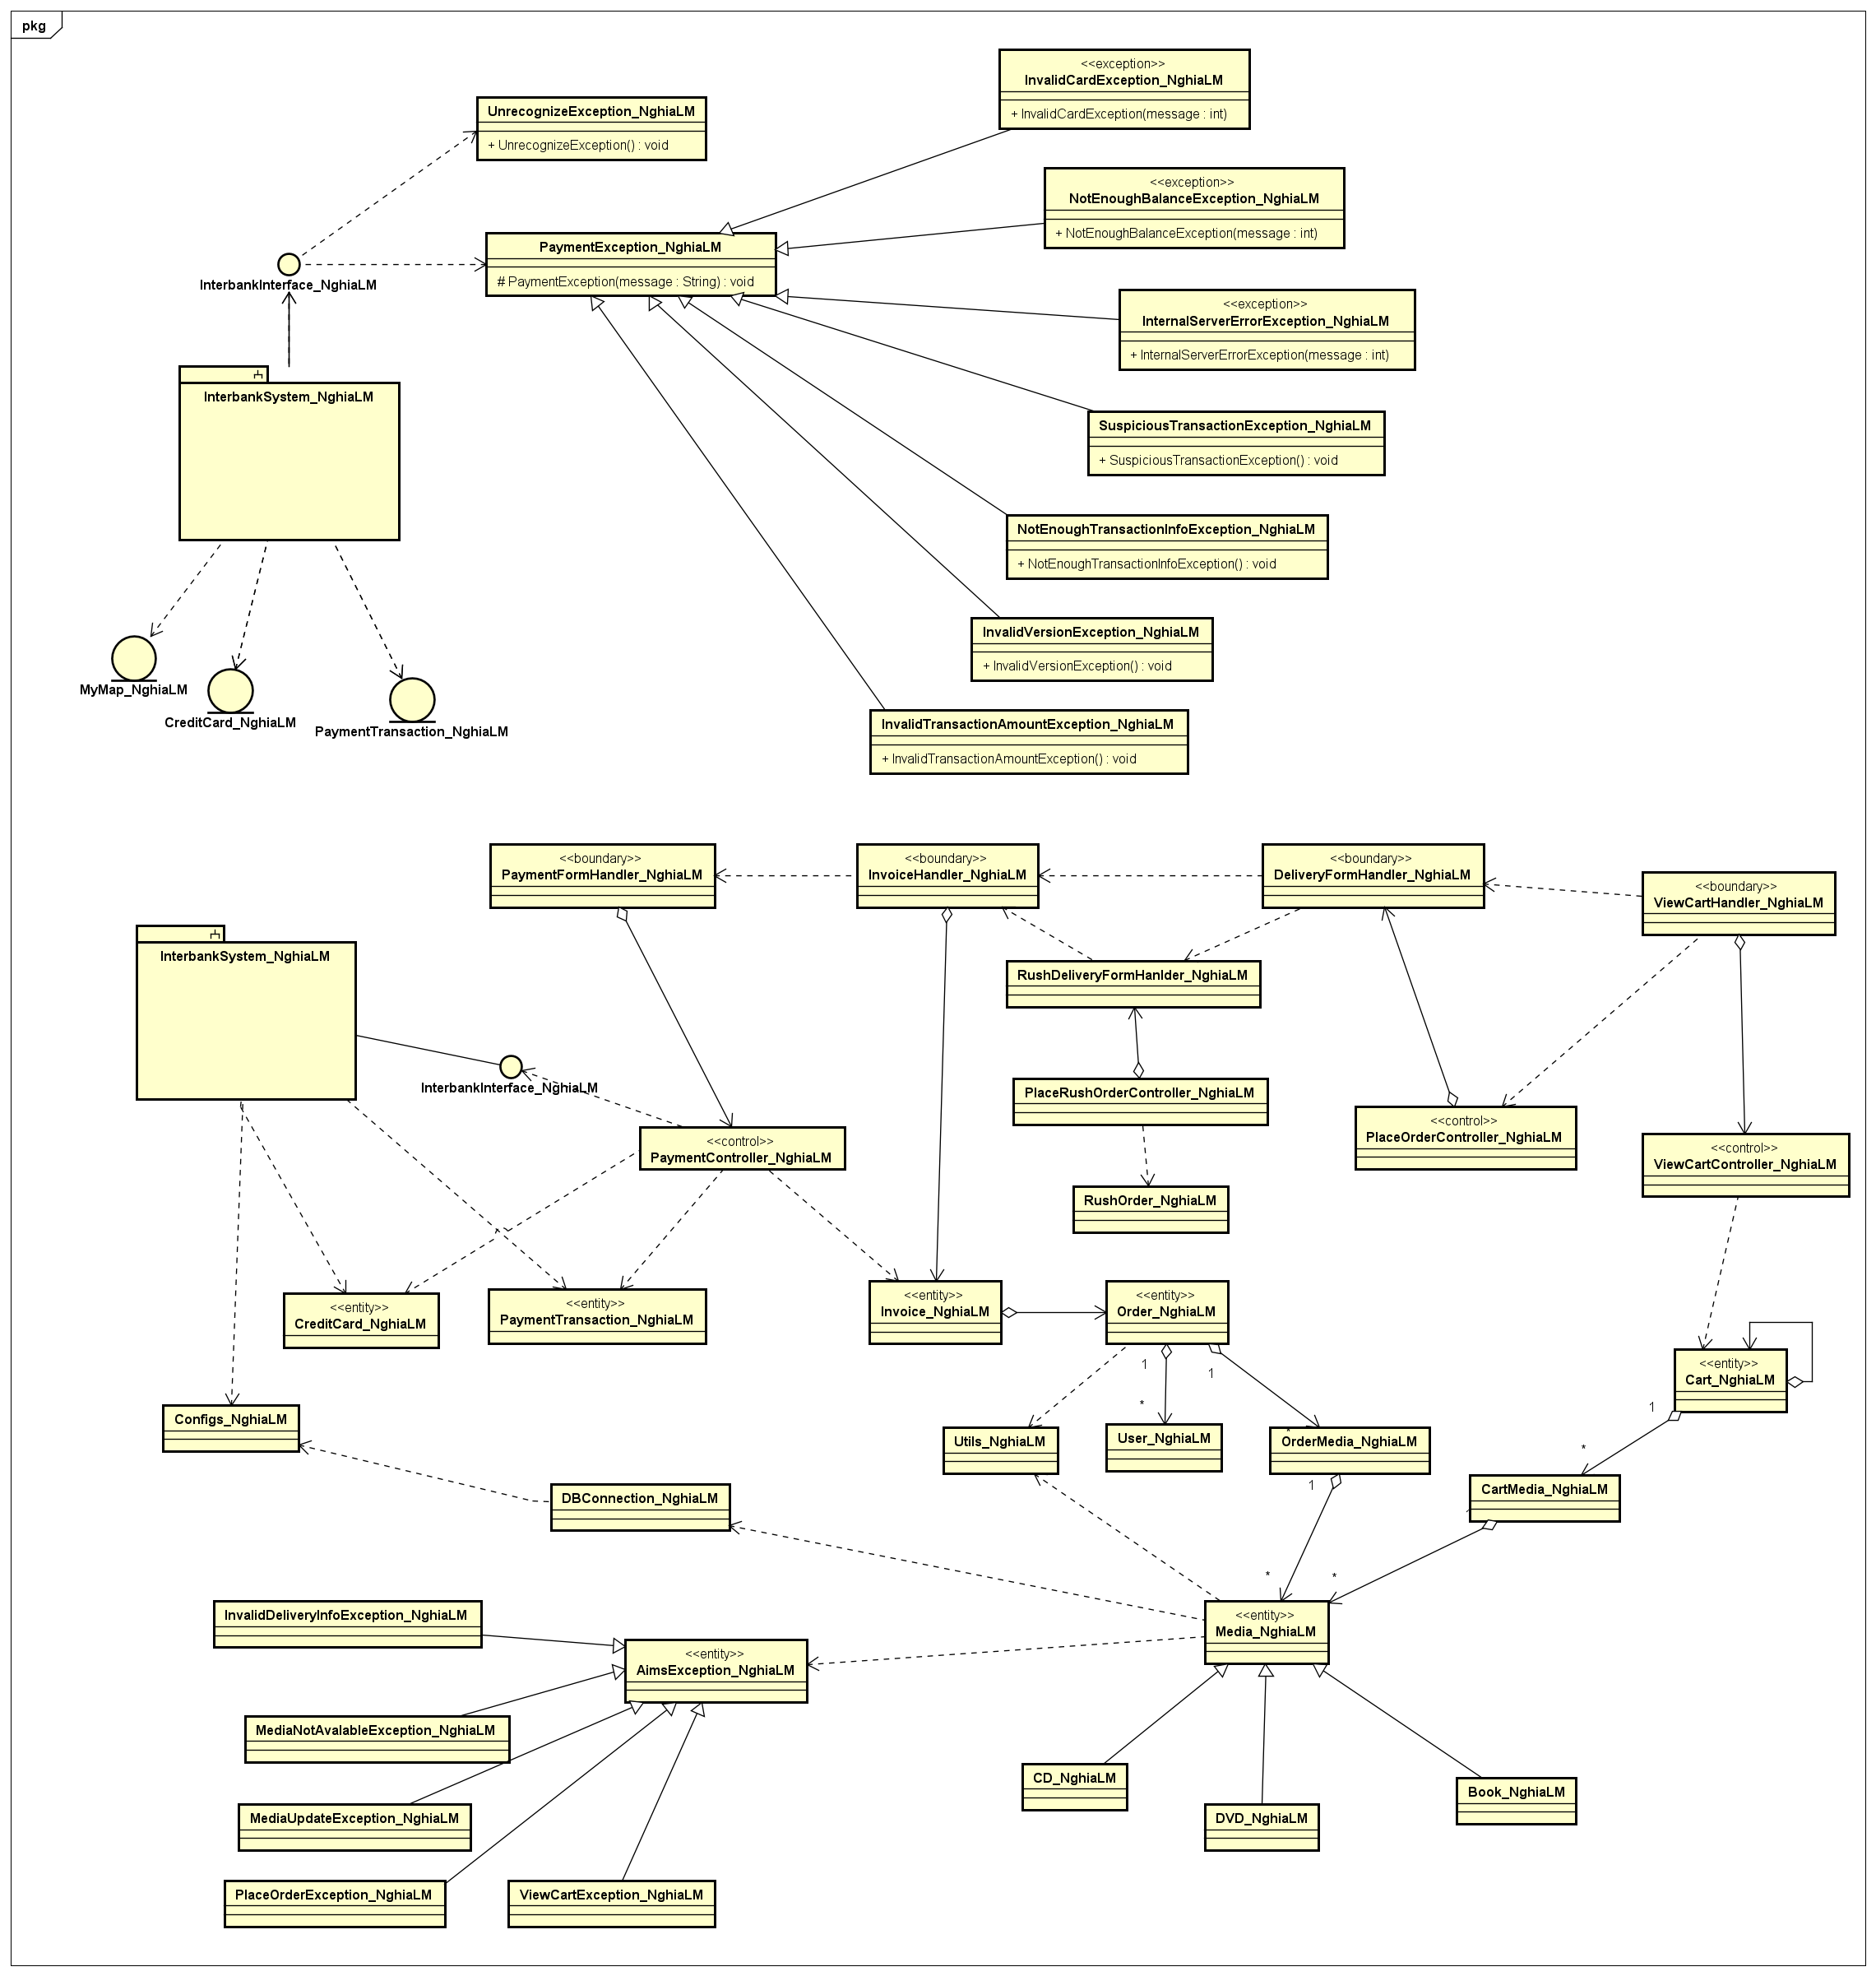 pkg
<<exception>>
InvalidCardException_NghiaLM
+ InvalidCardException(message : int)
UnrecognizeException_NghiaLM
+ UnrecognizeException() : void
<<exception>>
NotEnoughBalanceException_NghiaLM
+ NotEnoughBalanceException(message : int)
PaymentException_NghiaLM
# PaymentException(message : String) : void
InterbankInterface_NghiaLM
<<exception>>
InternalServerErrorException_NghiaLM
+ InternalServerErrorException(message : int)
InterbankSystem_NghiaLM
SuspiciousTransactionException_NghiaLM
+ SuspiciousTransactionException() : void
NotEnoughTransactionInfoException_NghiaLM
+ NotEnoughTransactionInfoException() : void
InvalidVersionException_NghiaLM
+ InvalidVersionException() : void
MyMap_NghiaLM
CreditCard_NghiaLM
PaymentTransaction_NghiaLM
InvalidTransactionAmountException_NghiaLM
+ InvalidTransactionAmountException() : void
<<boundary>>
PaymentFormHandler_NghiaLM
<<boundary>>
InvoiceHandler_NghiaLM
<<boundary>>
DeliveryFormHandler_NghiaLM
<<boundary>>
ViewCartHandler_NghiaLM
InterbankSystem_NghiaLM
RushDeliveryFormHanlder_NghiaLM
InterbankInterface_NghiaLM
PlaceRushOrderController_NghiaLM
<<control>>
PlaceOrderController_NghiaLM
<<control>>
PaymentController_NghiaLM
<<control>>
ViewCartController_NghiaLM
RushOrder_NghiaLM
<<entity>>
CreditCard_NghiaLM
<<entity>>
PaymentTransaction_NghiaLM
<<entity>>
Invoice_NghiaLM
<<entity>>
Order_NghiaLM
<<entity>>
Cart_NghiaLM
1
1
1
*
*
*
Configs_NghiaLM
Utils_NghiaLM
User_NghiaLM
OrderMedia_NghiaLM
1
CartMedia_NghiaLM
DBConnection_NghiaLM
*
*
InvalidDeliveryInfoException_NghiaLM
<<entity>>
Media_NghiaLM
<<entity>>
AimsException_NghiaLM
MediaNotAvalableException_NghiaLM
CD_NghiaLM
Book_NghiaLM
MediaUpdateException_NghiaLM
DVD_NghiaLM
PlaceOrderException_NghiaLM
ViewCartException_NghiaLM